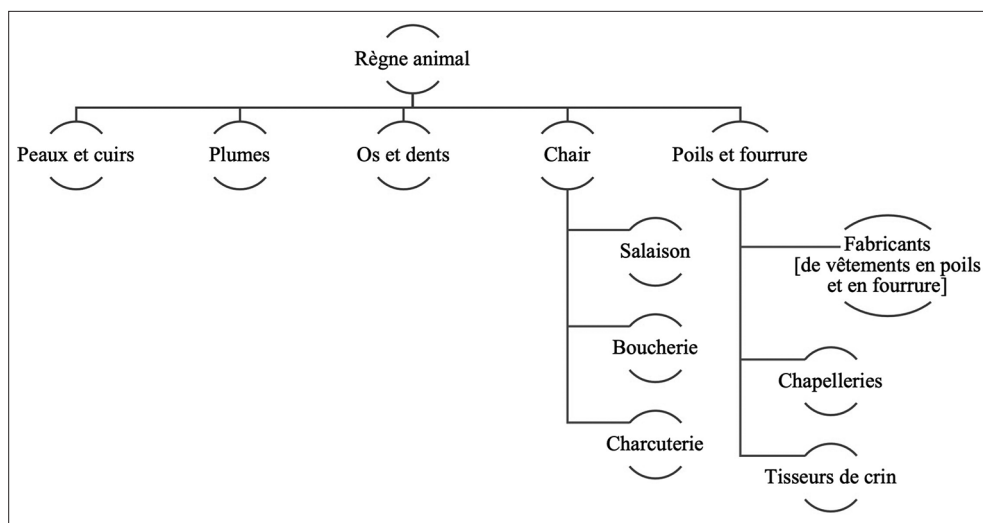 Règne animal
Peaux et cuirs
Plumes
Os et dents
Chair
Poils et fourrure
Salaison
Boucherie
Charcuterie
Fabricants
[de vêtements en poils
et en fourrure]
Chapelleries
Tisseurs de crin